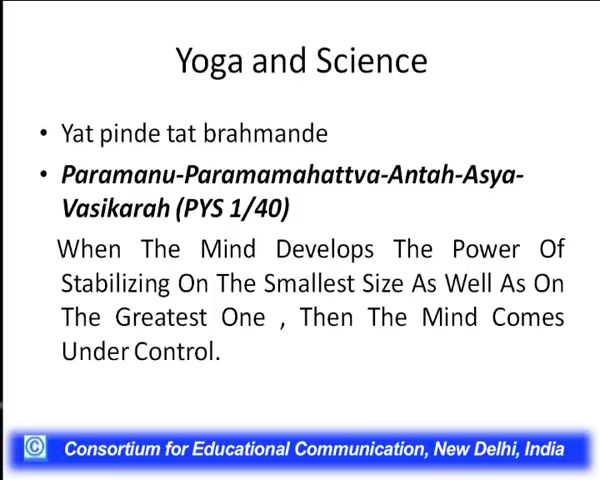 Yoga and Science
• Yat pinde tat brahmande
• Paramanu-Paramamahattva-Antah-Asya-
Vasikarah (PYS 1/40)
When The Mind Develops The Power Of
Stabilizing On The Smallest Size As Well As On
The Greatest One , Then The Mind Comes
Under Control.
© Consortium for Educational Communication, New Delhi, India